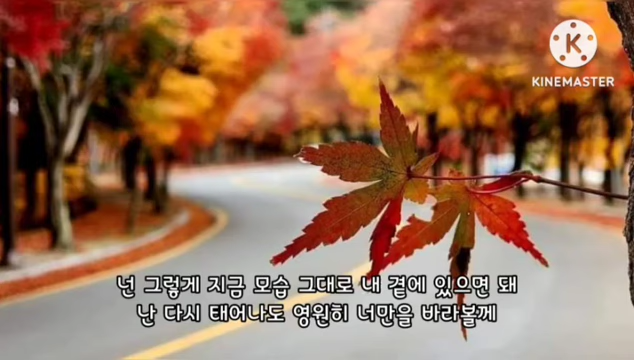 KINEMASTER
넌 그렇게 지금 모습 그대로 내 곁에 있으면 돼
난 다시 태어나도 영원히 너만을 바라볼께